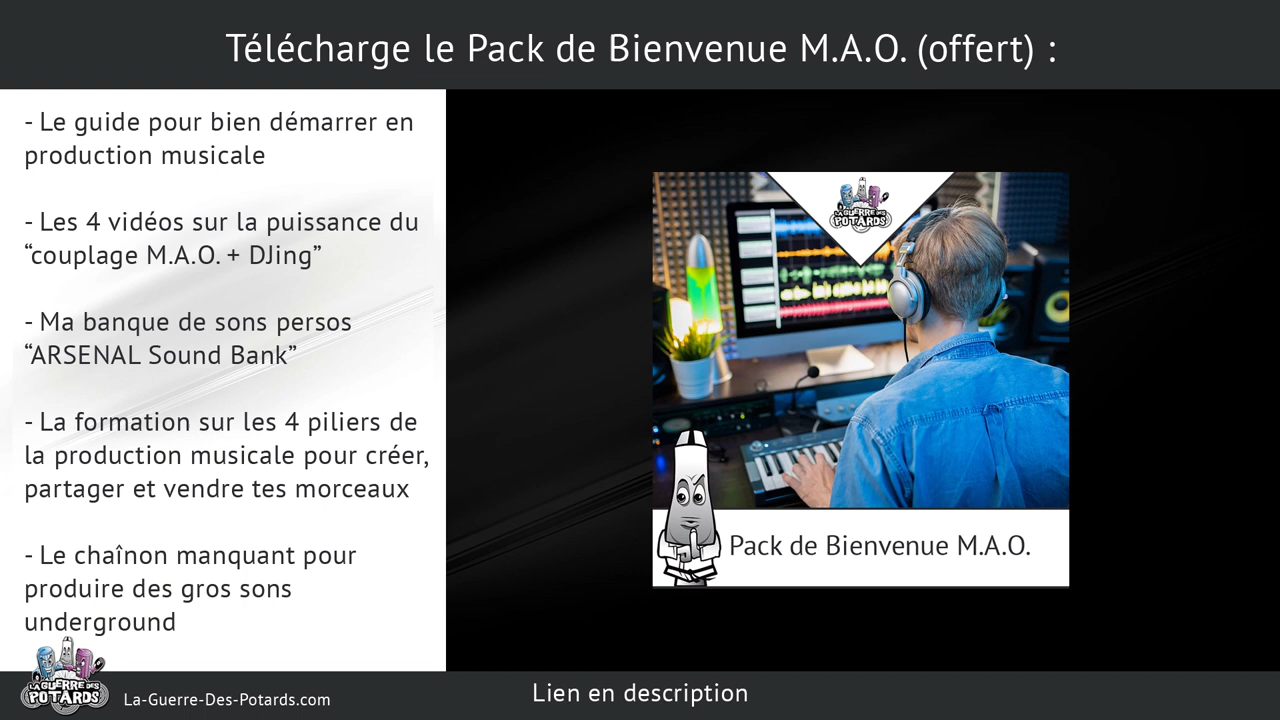 Télécharge le Pack de Bienvenue M.A.O. (offert) :
- Le guide pour bien démarrer en
production musicale
- Les 4 vidéos sur la puissance du
“couplage M.A.O. + DJing”
- Ma banque de sons persos
“ARSENAL Sound Bank”
- La formation sur les 4 piliers de
la production musicale pour créer,
partager et vendre tes morceaux
- Le chaînon manquant pour
produire des gros sons
underground
LA GUERRE DES
POTARDS
Pack de Bienvenue M.A.O.
LA GUERRE DES
POTARDS
La-Guerre-Des-Potards.com
Lien en description